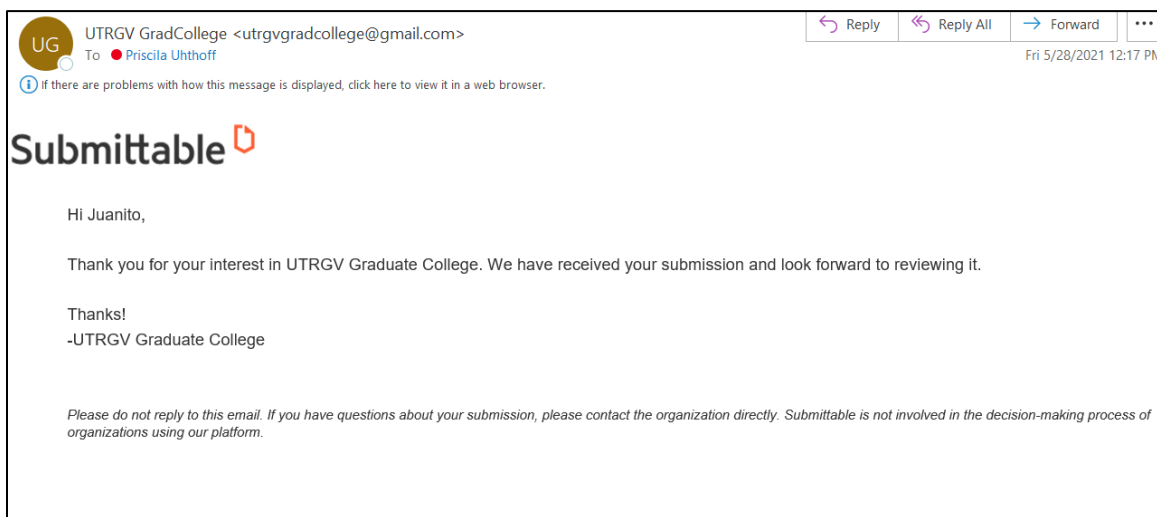 UG
UTRGV GradCollege <utrgvgradcollege@gmail.com>
To Priscila Uhthoff
Reply
Reply All
Forward
...
Fri 5/28/2021 12:17 PM
i If there are problems with how this message is displayed, click here to view it in a web browser.
Submittable
Hi Juanito,
Thank you for your interest in UTRGV Graduate College. We have received your submission and look forward to reviewing it.
Thanks!
-UTRGV Graduate College
Please do not reply to this email. If you have questions about your submission, please contact the organization directly. Submittable is not involved in the decision-making process of
organizations using our platform.